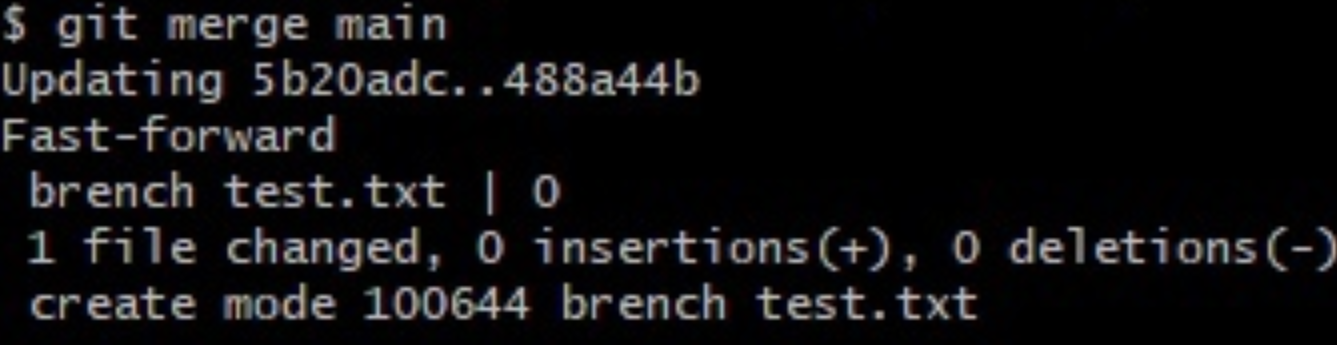 $ git merge main
Updating 5b20adc..488a44b
Fast-forward
brench test.txt | 0
1 file changed, 0 insertions(+), 0 deletions(-)
create mode 100644 brench test.txt